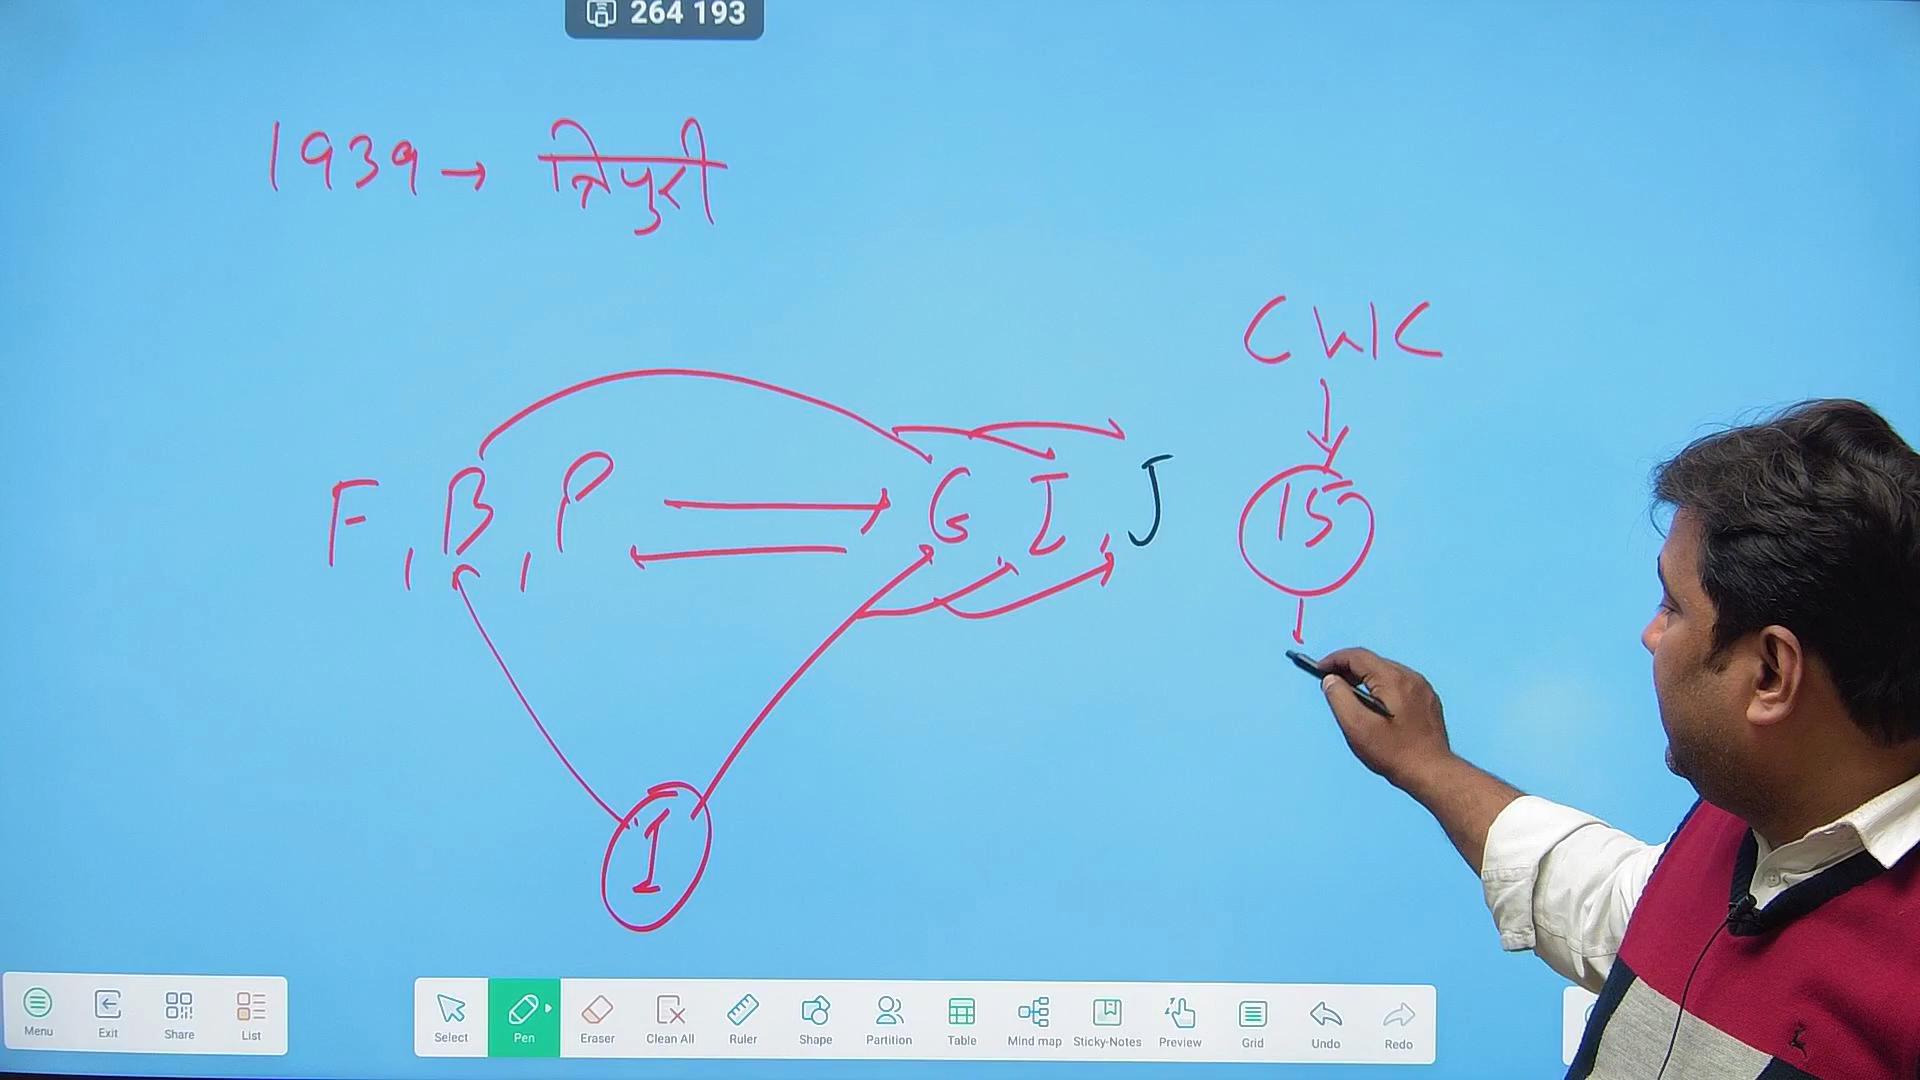 264 193
1939 → त्रिपुरी
CWC
15
F, B, P G I, J
I
Menu Exit Share List
Select Pen Eraser Clean All Ruler Shape Partition Table Mind map Sticky-Notes Preview Grid Undo Redo